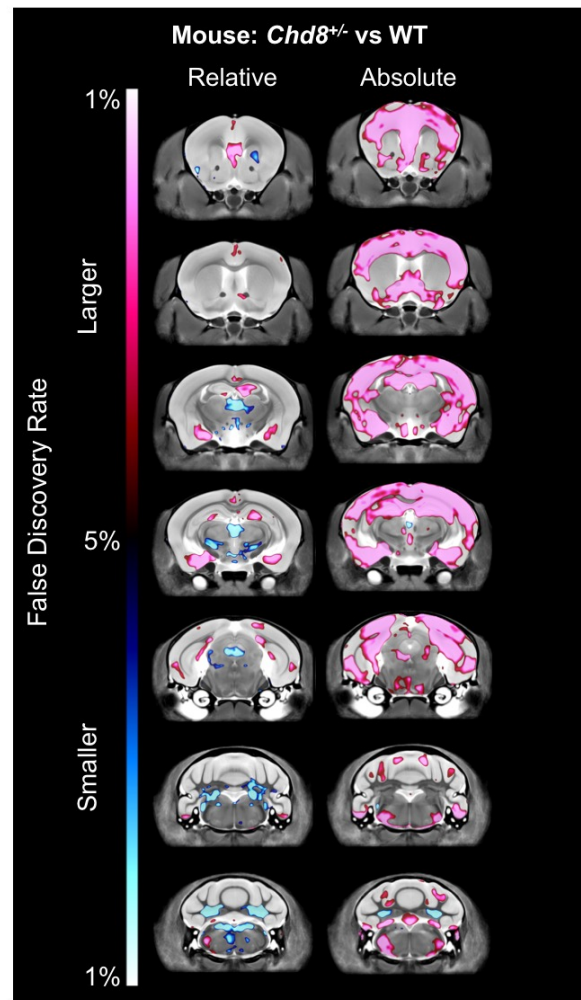 Mouse: Chd8+/- vs WT
Relative Absolute
1%
Larger
False Discovery Rate
5%
Smaller
1%